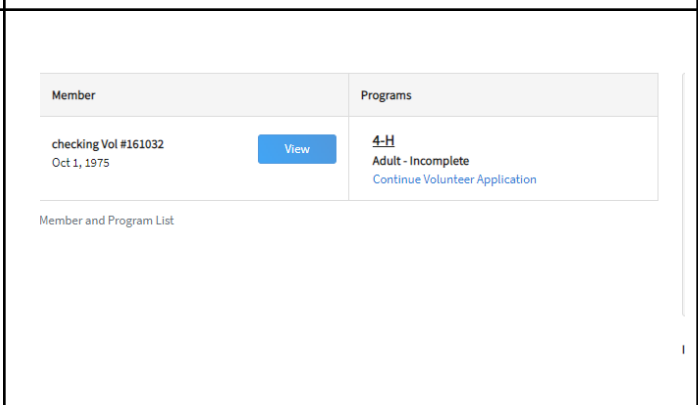 Member
Programs
checking Vol #161032
Oct 1, 1975
View
4-H
Adult - Incomplete
Continue Volunteer Application
Member and Program List